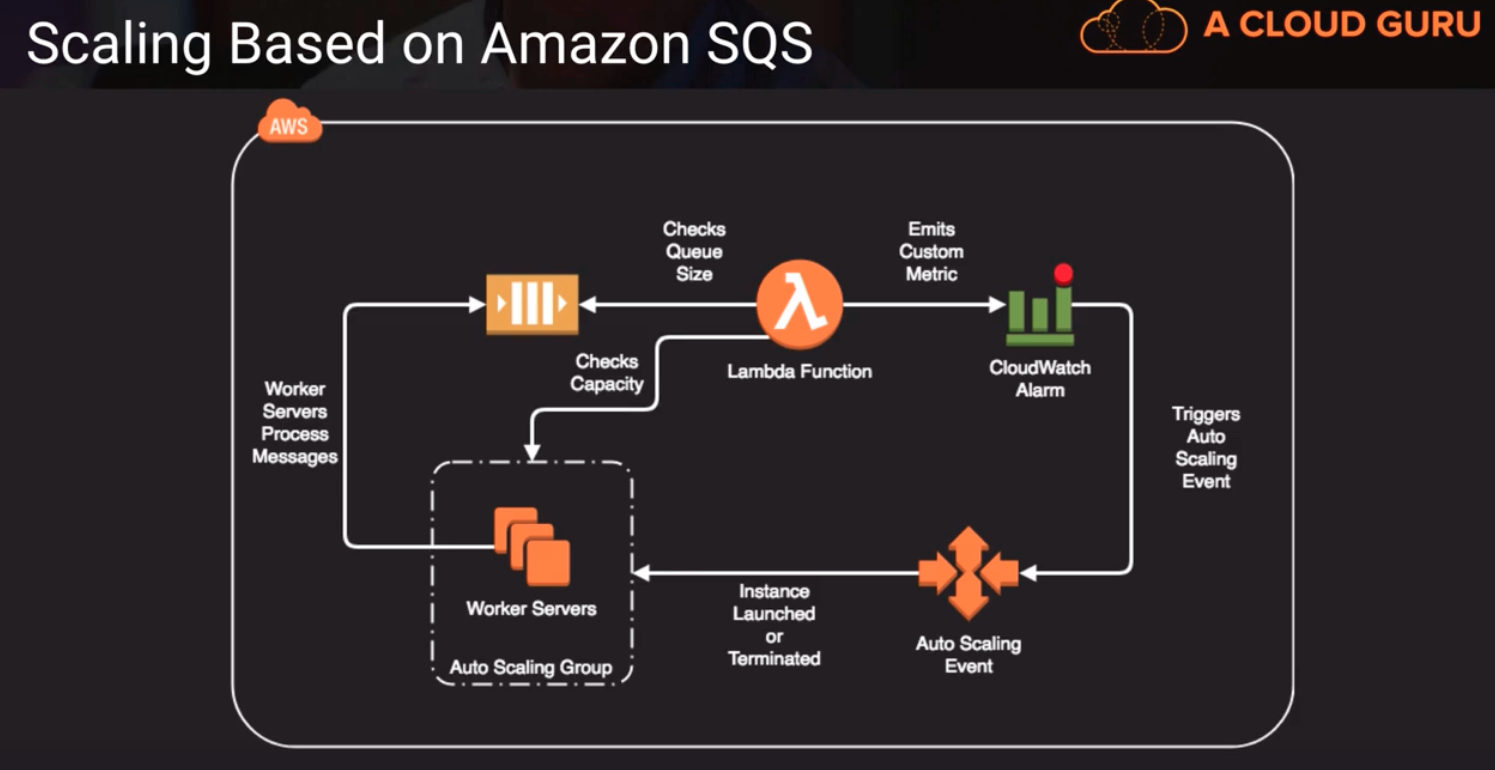 Scaling Based on Amazon SQS
A CLOUD GURU
AWS
Checks
Queue
Size
Emits
Custom
Metric
λ
Lambda Function
CloudWatch
Alarm
Checks
Capacity
Worker
Servers
Process
Messages
Triggers
Auto
Scaling
Event
Worker Servers
Auto Scaling Group
Instance
Launched
or
Terminated
Auto Scaling
Event